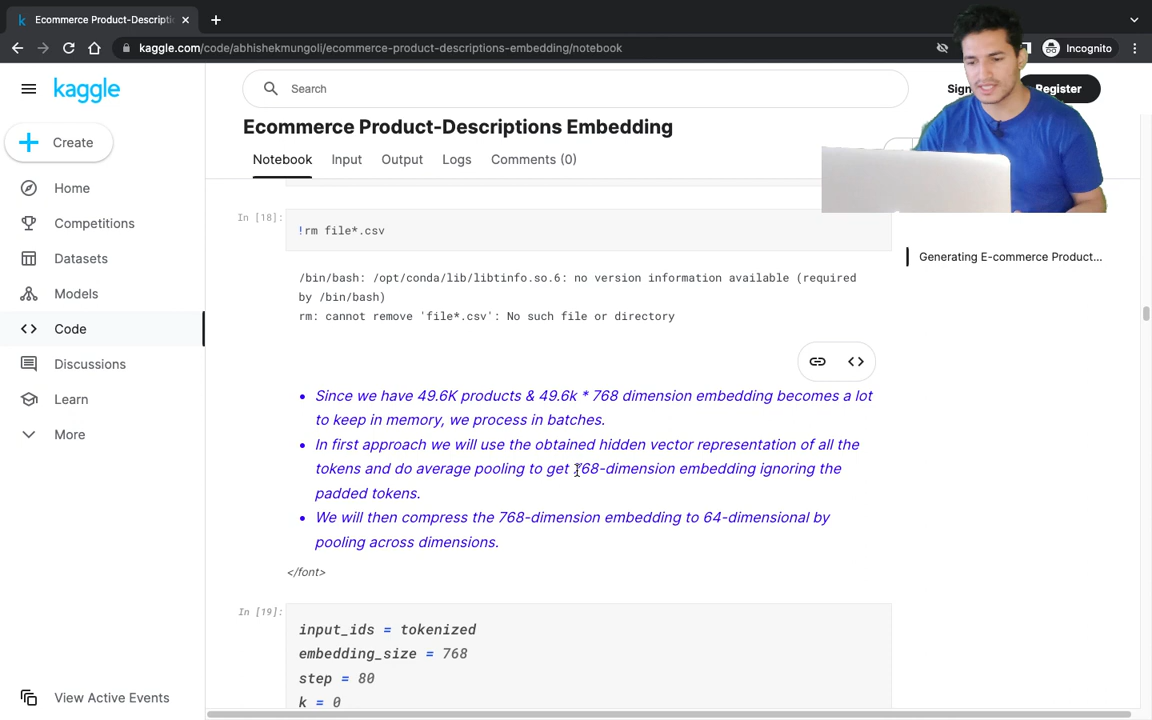 Ecommerce Product-Descripti
kaggle.com/code/abhishekmungoli/ecommerce-product-descriptions-embedding/notebook
Incognito
kaggle
Search
Register
Create
Ecommerce Product-Descriptions Embedding
Notebook Input Output Logs Comments (0)
Home
Competitions
Datasets
Models
Code
Discussions
Learn
More
View Active Events
In [18]:
!rm file*.csv
/bin/bash: /opt/conda/lib/libtinfo.so.6: no version information available (required
by /bin/bash)
rm: cannot remove 'file*.csv': No such file or directory
Generating E-commerce Product...
• Since we have 49.6K products & 49.6k * 768 dimension embedding becomes a lot
to keep in memory, we process in batches.
• In first approach we will use the obtained hidden vector representation of all the
tokens and do average pooling to get 768-dimension embedding ignoring the
padded tokens.
• We will then compress the 768-dimension embedding to 64-dimensional by
pooling across dimensions.
</font>
In [19]:
input_ids = tokenized
embedding_size = 768
step = 80
k = 0